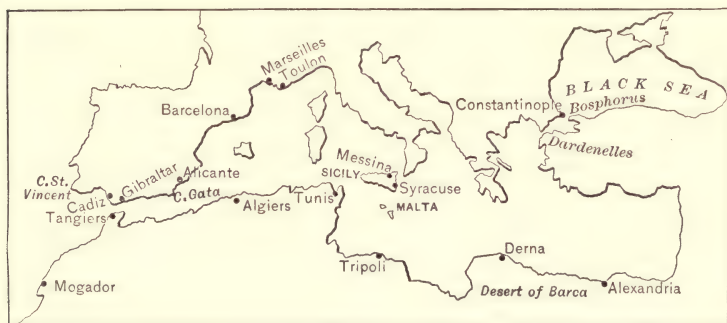 Marseilles
Toulon
BLACK SEA
Constantinople
Bosphorus
Barcelona
Dardenelles
Messina
SICILY
C. St.
Vincent
Cadiz
Gibraltar
Alicante
C. Gata
Syracuse
Tangiers
Algiers
Tunis
MALTA
Derna
Tripoli
Mogador
Desert of Barca
Alexandria